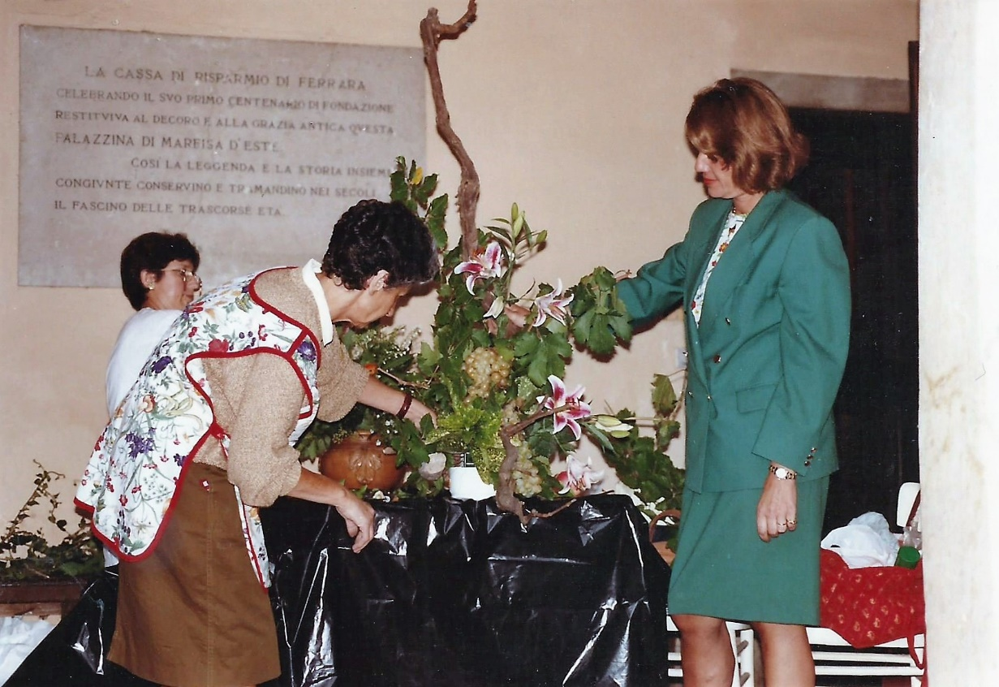 LA CASSA DI RISPARMIO DI FERRARA
CELEBRANDO IL SVO PRIMO CENTENARIO DI FONDAZIONE
RESTITVIVA AL DECORO E ALLA GRAZIA ANTICA QVESTA
PALAZZINA DI MARFISA D'ESTE
COSÌ LA LEGGENDA E LA STORIA INSIEME
CONGIVNTE CONSERVINO E TRAMANDINO NEI SECOLI
IL FASCINO DELLE TRASCORSE ETÀ